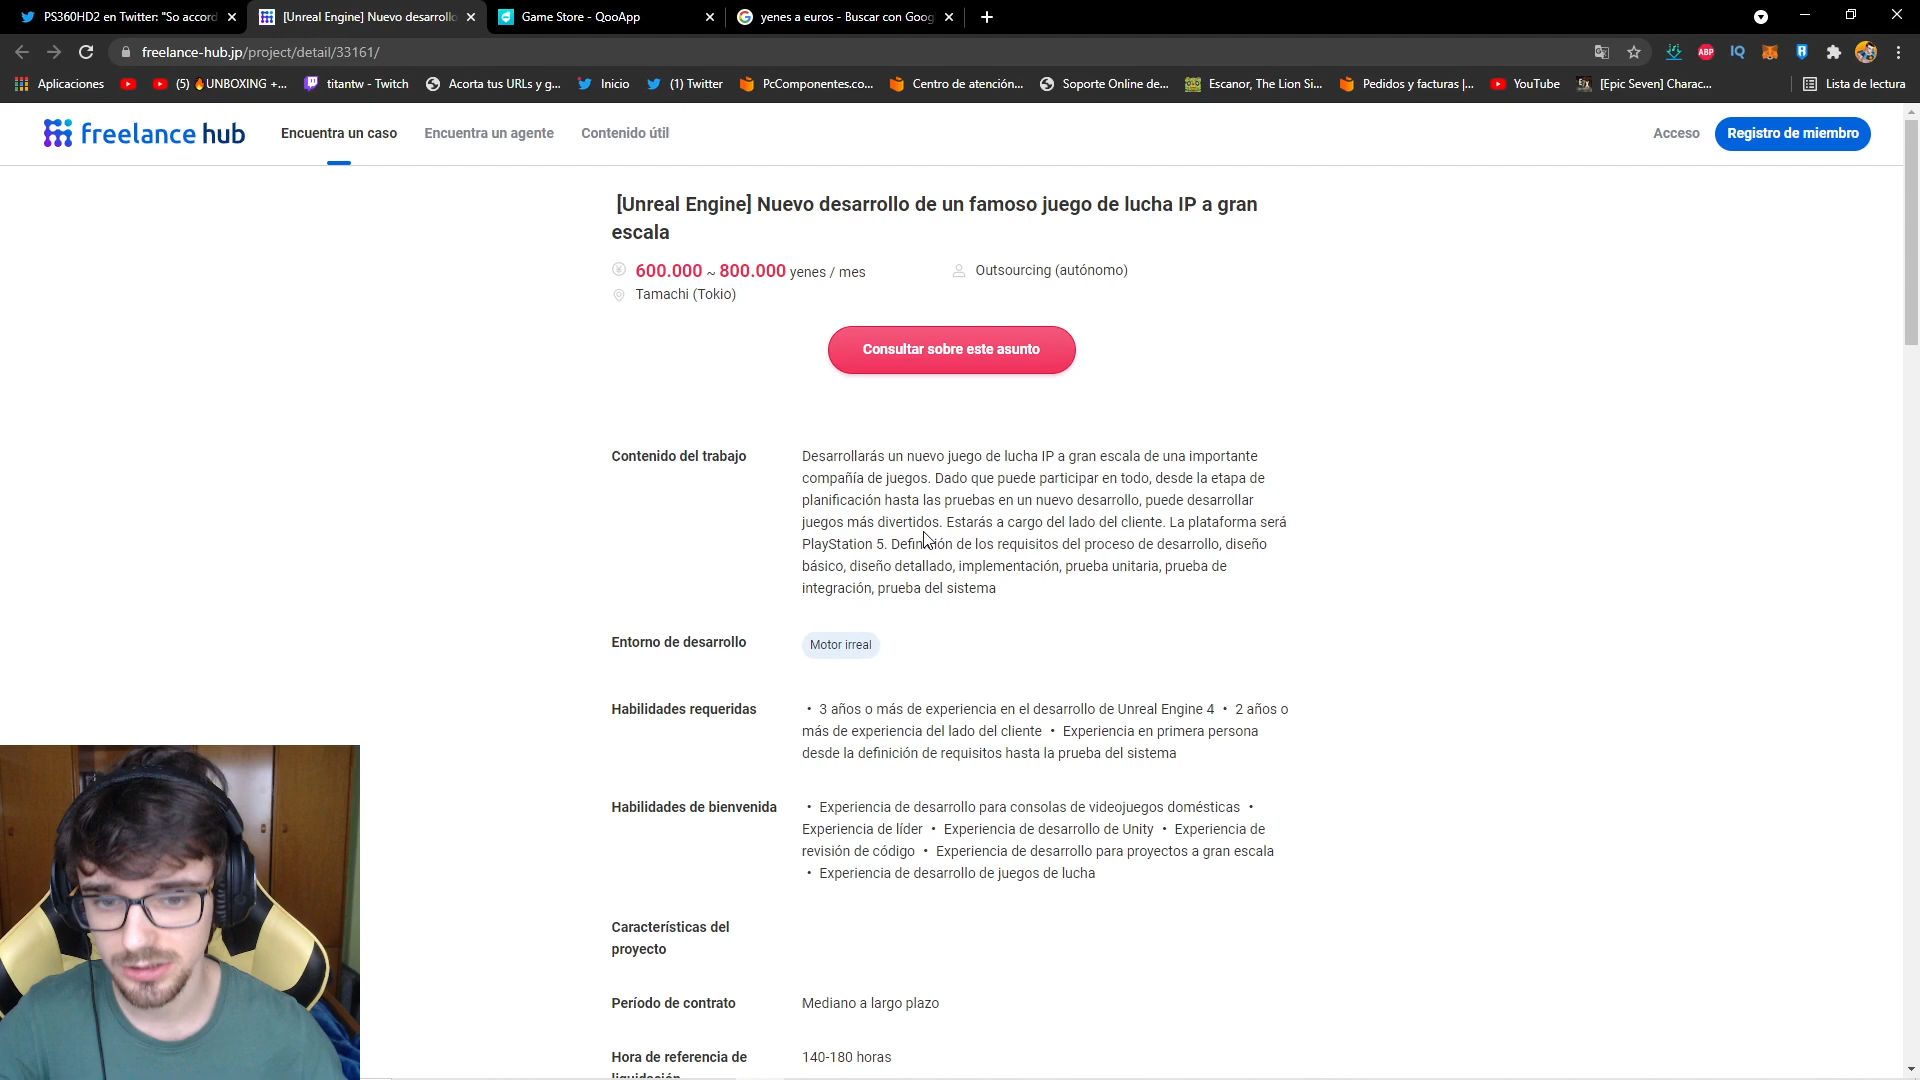 PS360HD2 en Twitter: "So accord
[Unreal Engine] Nuevo desarrollo
Game Store - QooApp
yenes a euros - Buscar con Goog
freelance-hub.jp/project/detail/33161/
ABP
IQ
Aplicaciones
(5) 🔥UNBOXING +...
titantw - Twitch
Acorta tus URLs y g...
Inicio
(1) Twitter
PcComponentes.co...
Centro de atención...
Soporte Online de...
Escanor, The Lion Si...
Pedidos y facturas |...
YouTube
[Epic Seven] Charac...
Lista de lectura
freelance hub
Encuentra un caso
Encuentra un agente
Contenido útil
Acceso
Registro de miembro
[Unreal Engine] Nuevo desarrollo de un famoso juego de lucha IP a gran
escala
600.000 ~ 800.000 yenes / mes
Outsourcing (autónomo)
Tamachi (Tokio)
Consultar sobre este asunto
Contenido del trabajo
Desarrollarás un nuevo juego de lucha IP a gran escala de una importante
compañía de juegos. Dado que puede participar en todo, desde la etapa de
planificación hasta las pruebas en un nuevo desarrollo, puede desarrollar
juegos más divertidos. Estarás a cargo del lado del cliente. La plataforma será
PlayStation 5. Definición de los requisitos del proceso de desarrollo, diseño
básico, diseño detallado, implementación, prueba unitaria, prueba de
integración, prueba del sistema
Entorno de desarrollo
Motor irreal
Habilidades requeridas
• 3 años o más de experiencia en el desarrollo de Unreal Engine 4 • 2 años o
más de experiencia del lado del cliente • Experiencia en primera persona
desde la definición de requisitos hasta la prueba del sistema
Habilidades de bienvenida
• Experiencia de desarrollo para consolas de videojuegos domésticas •
Experiencia de líder • Experiencia de desarrollo de Unity • Experiencia de
revisión de código • Experiencia de desarrollo para proyectos a gran escala
• Experiencia de desarrollo de juegos de lucha
Características del
proyecto
Período de contrato
Mediano a largo plazo
Hora de referencia de
liquidación
140-180 horas